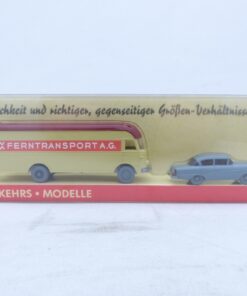 chkeit und richtiger, gegenseitiger Größen-Verhältnisse
FERNTRANSPORT A.G.
KEHRS • MODELLE